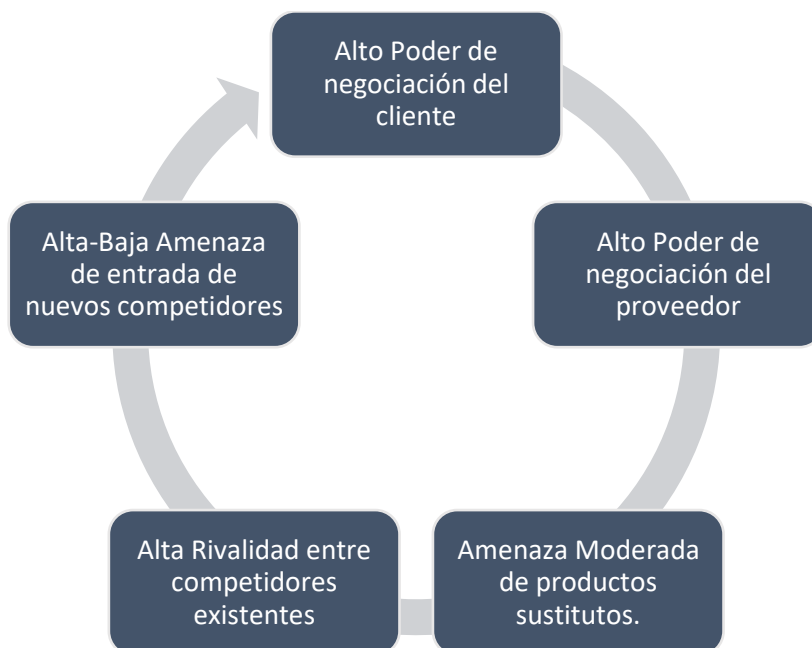 Alto Poder de
negociación del
cliente
Alto Poder de
negociación del
proveedor
Amenaza Moderada
de productos
sustitutos.
Alta Rivalidad entre
competidores
existentes
Alta-Baja Amenaza
de entrada de
nuevos competidores